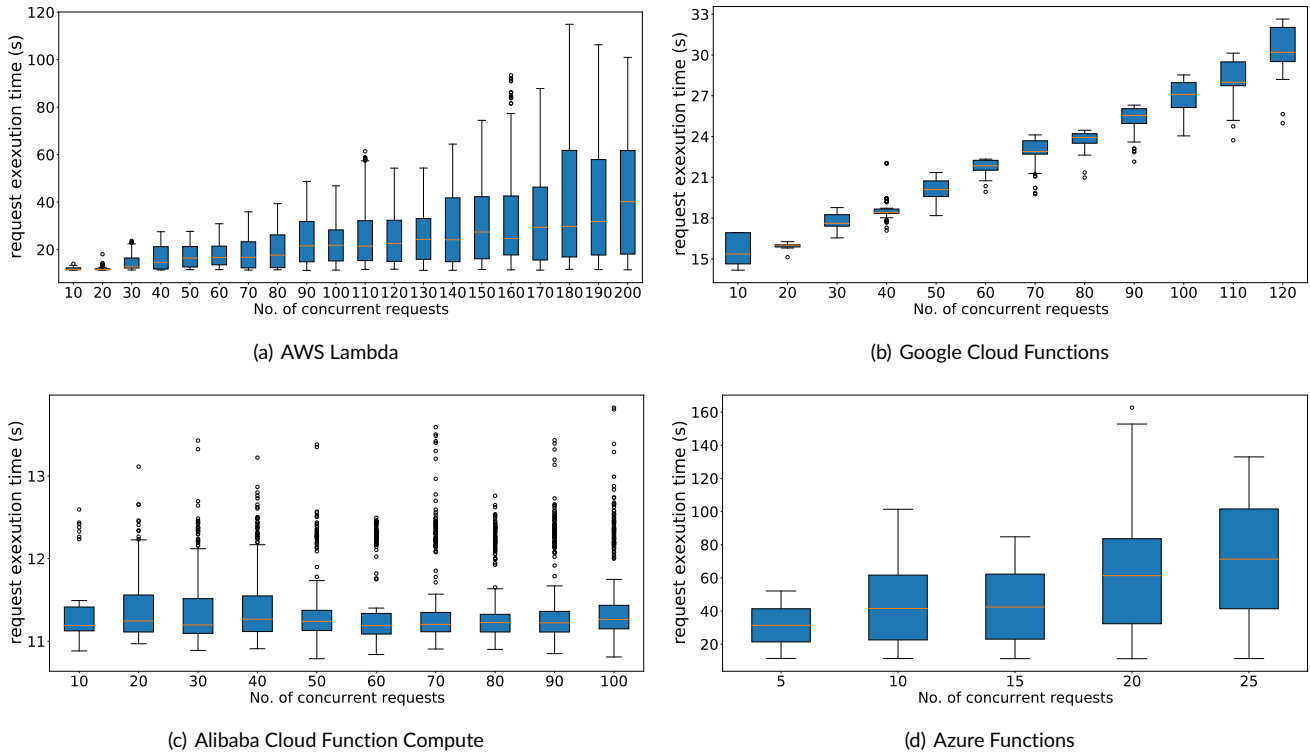 120
100
80
60
40
20
request exexution time (s)
10 20 30 40 50 60 70 80 90 100 110 120 130 140 150 160 170 180 190 200
No. of concurrent requests
(a) AWS Lambda
33
30
27
24
21
18
15
request exexution time (s)
10 20 30 40 50 60 70 80 90 100 110 120
No. of concurrent requests
(b) Google Cloud Functions
13
12
11
request exexution time (s)
10 20 30 40 50 60 70 80 90 100
No. of concurrent requests
(c) Alibaba Cloud Function Compute
160
140
120
100
80
60
40
20
request exexution time (s)
5 10 15 20 25
No. of concurrent requests
(d) Azure Functions